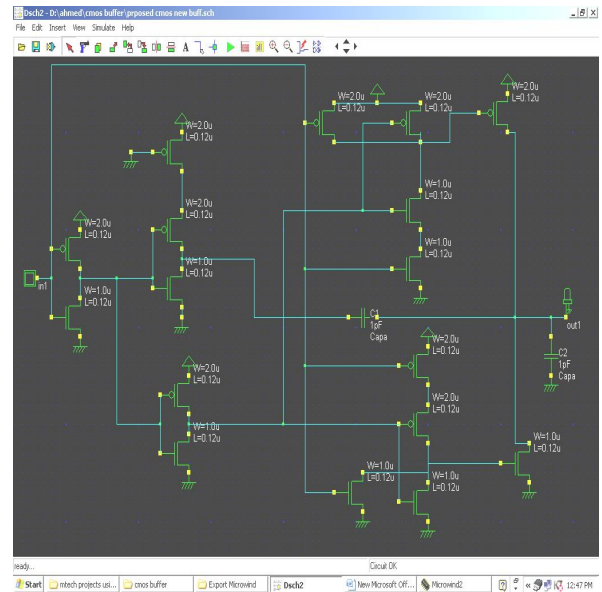 Dsch2 - D:\ahmed\cmos buffer\prposed cmos new buff.sch
File Edit Insert View Simulate Help
W=2.0u
L=0.12u
W=2.0u
L=0.12u
W=2.0u
L=0.12u
W=2.0u
L=0.12u
W=2.0u
L=0.12u
W=2.0u
L=0.12u
W=1.0u
L=0.12u
W=1.0u
L=0.12u
W=1.0u
L=0.12u
W=1.0u
L=0.12u
in1
C1
1pF
Capa
out1
C2
1pF
Capa
W=2.0u
L=0.12u
W=2.0u
L=0.12u
W=2.0u
L=0.12u
W=1.0u
L=0.12u
W=1.0u
L=0.12u
W=1.0u
L=0.12u
W=1.0u
L=0.12u
ready...
Circuit OK
Start
mtech projects usi...
cmos buffer
Export Microwind
Dsch2
New Microsoft Off...
Microwind2
12:47 PM